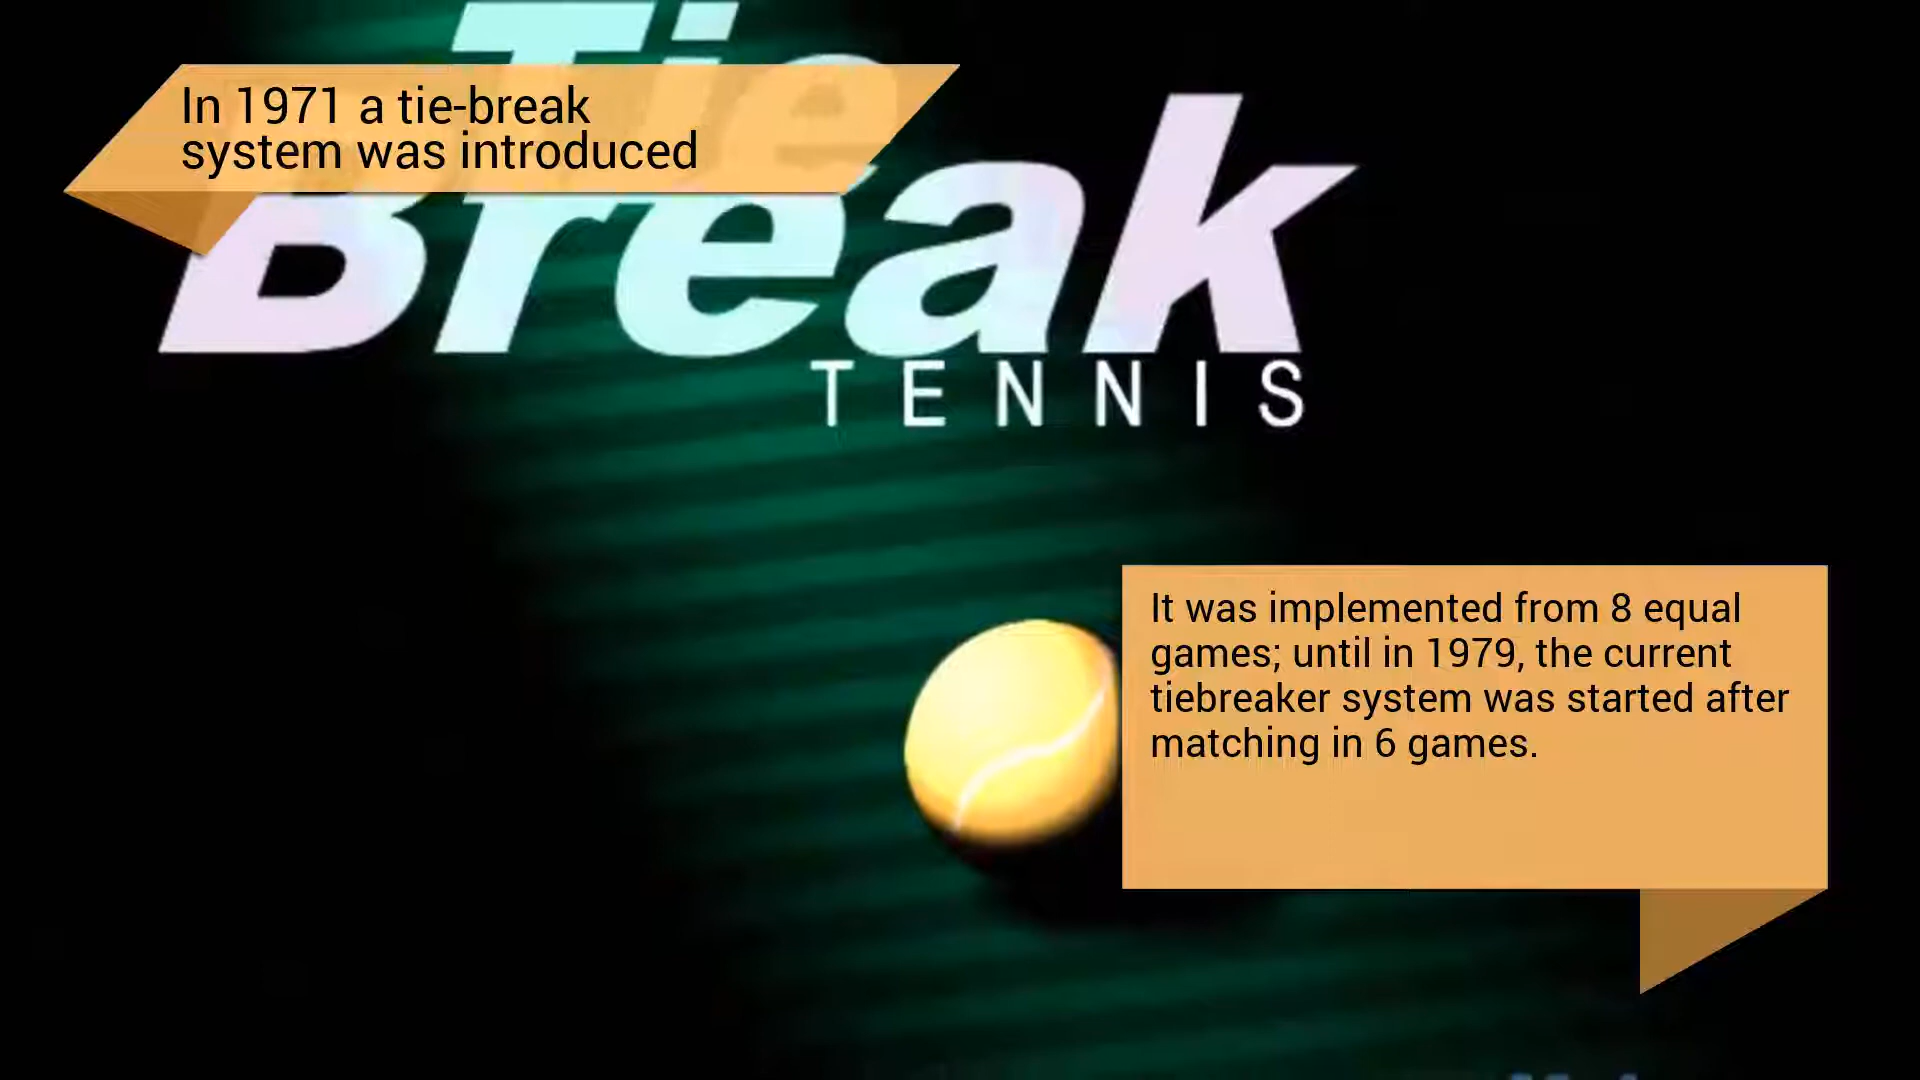 Tie
In 1971 a tie-break
system was introduced
Break
TENNIS
It was implemented from 8 equal
games; until in 1979, the current
tiebreaker system was started after
matching in 6 games.